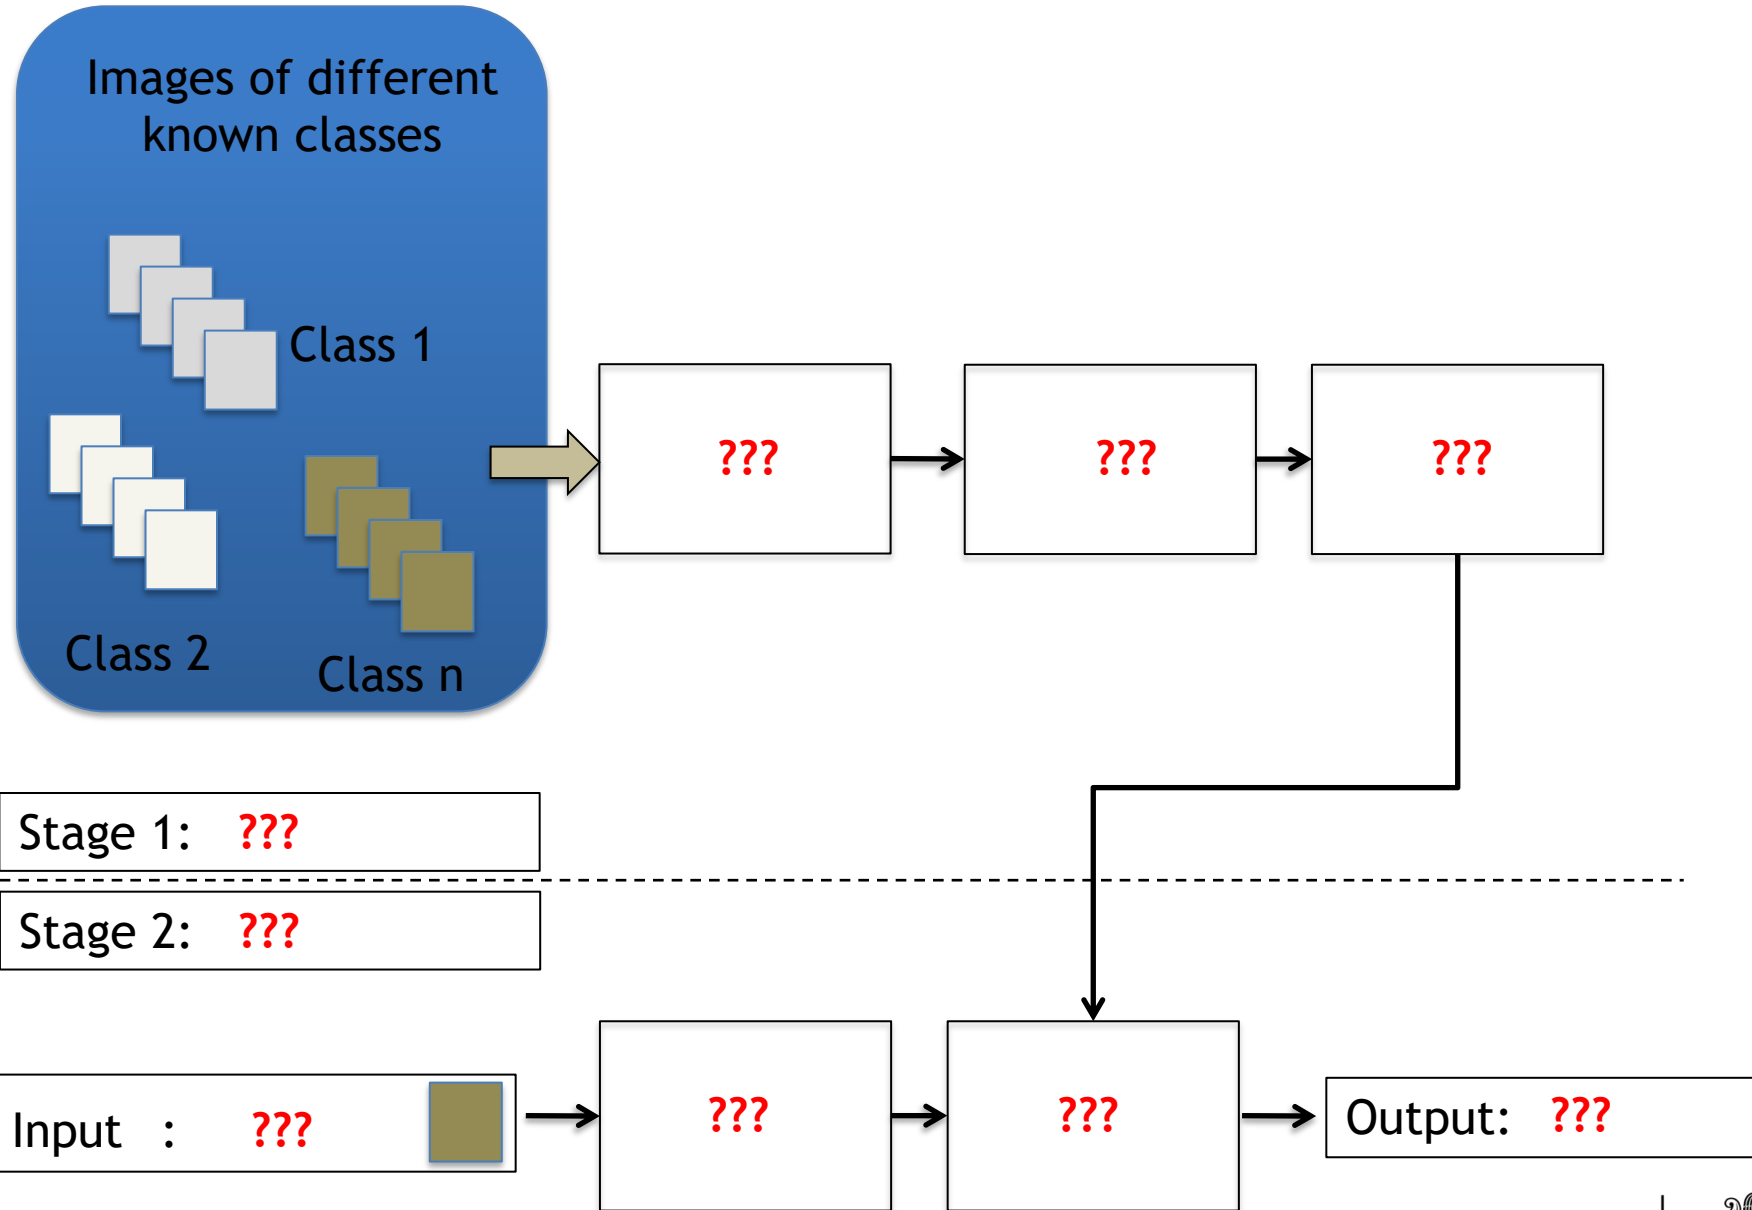 Images of different
known classes
Class 1
Class 2
Class n
???
???
???
Stage 1: ???
Stage 2: ???
Input : ???
???
???
Output: ???